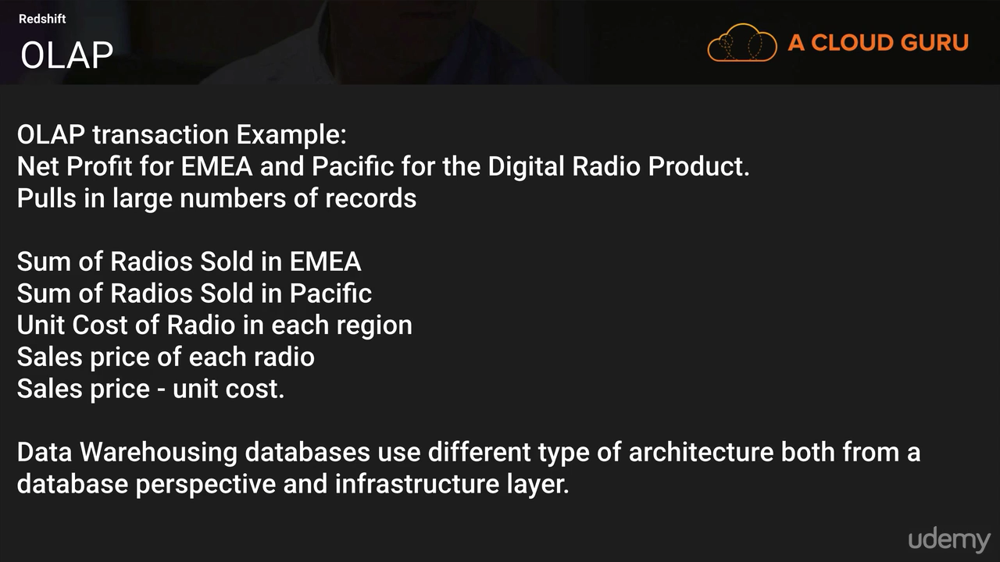 Redshift
OLAP
A CLOUD GURU
OLAP transaction Example:
Net Profit for EMEA and Pacific for the Digital Radio Product.
Pulls in large numbers of records
Sum of Radios Sold in EMEA
Sum of Radios Sold in Pacific
Unit Cost of Radio in each region
Sales price of each radio
Sales price - unit cost.
Data Warehousing databases use different type of architecture both from a
database perspective and infrastructure layer.
udemy